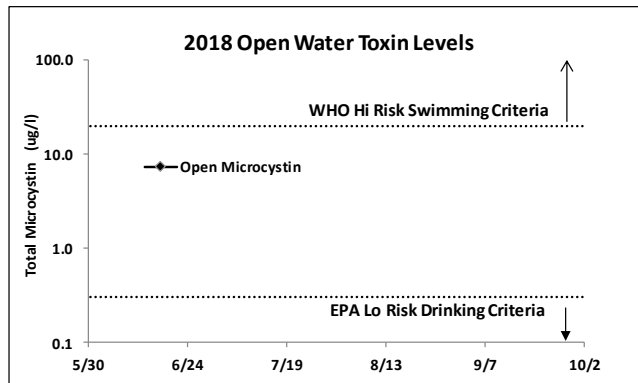 2018 Open Water Toxin Levels
100.0
WHO Hi Risk Swimming Criteria
10.0
Open Microcystin
Total Microcystin (ug/l)
1.0
EPA Lo Risk Drinking Criteria
0.1
5/30 6/24 7/19 8/13 9/7 10/2